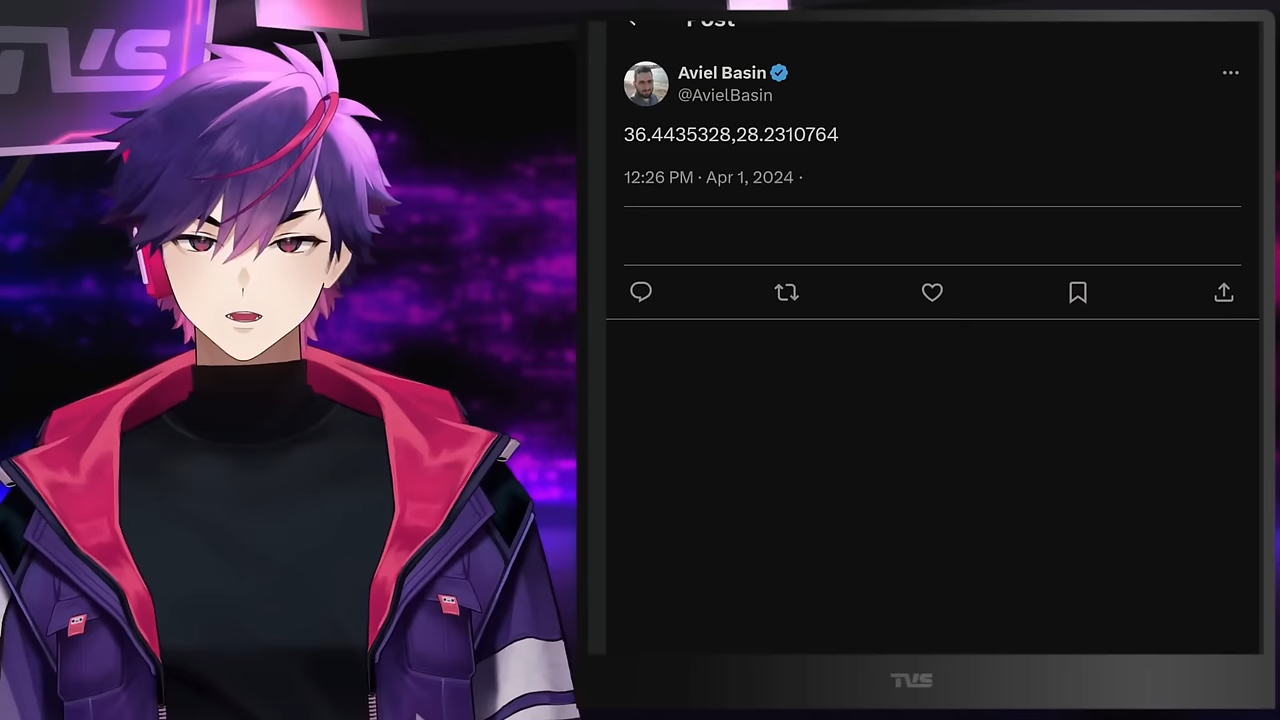 TVS
Post
Aviel Basin
@AvielBasin
36.4435328,28.2310764
12:26 PM · Apr 1, 2024 ·
TVS